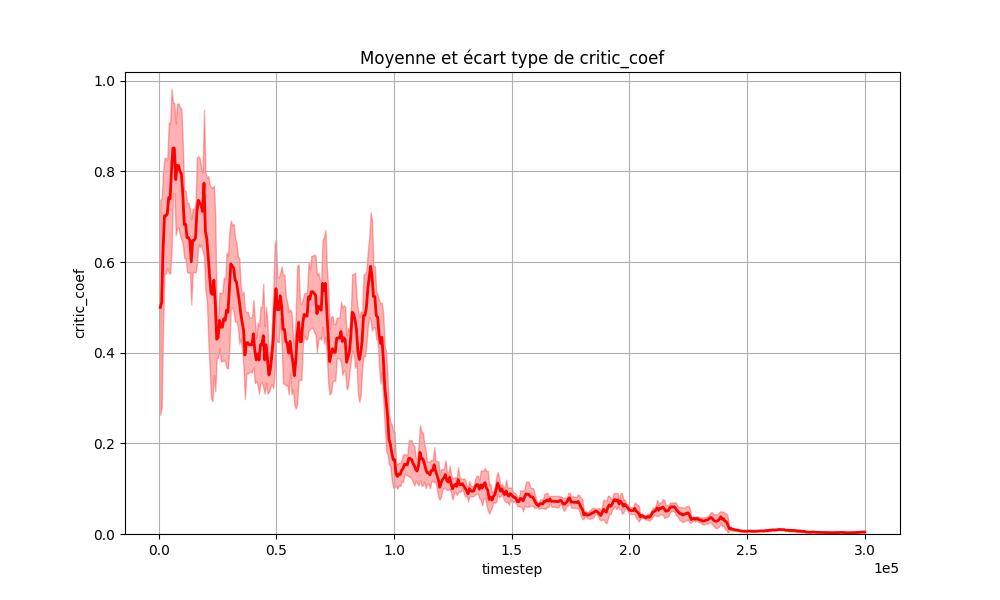 Moyenne et écart type de critic_coef
1.0
0.8
0.6
0.4
0.2
0.0
critic_coef
0.0 0.5 1.0 1.5 2.0 2.5 3.0
1e5
timestep